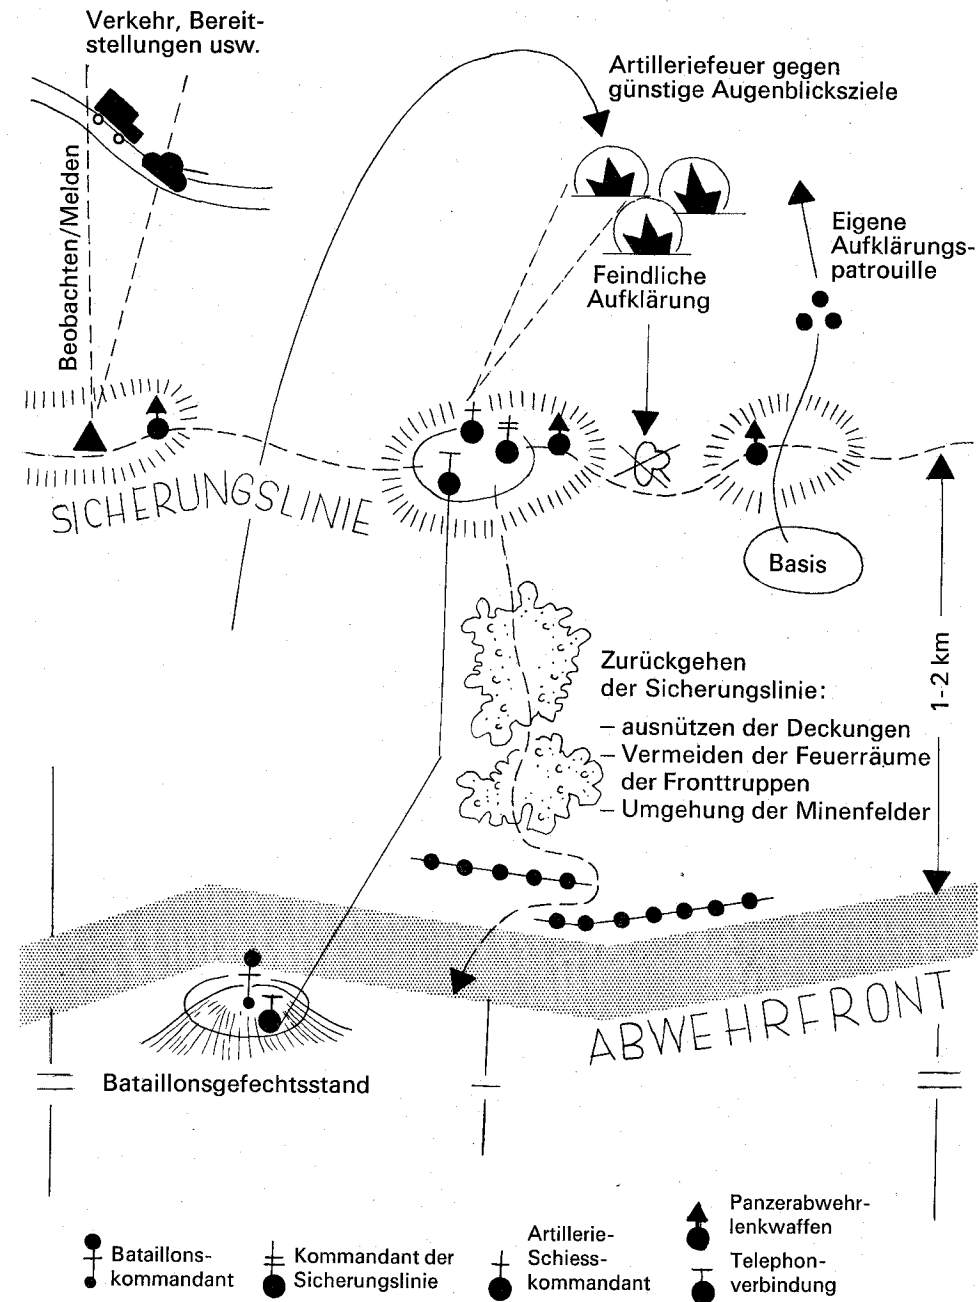 Verkehr, Bereit-
stellungen usw.
Artilleriefeuer gegen
günstige Augenblicksziele
Beobachten/Melden
Eigene
Aufklärungs-
patrouille
Feindliche
Aufklärung
SICHERUNGSLINIE
Basis
1-2 km
Zurückgehen
der Sicherungslinie:
– ausnützen der Deckungen
– Vermeiden der Feuerräume
der Fronttruppen
– Umgehung der Minenfelder
ABWEHRFRONT
Bataillonsgefechtsstand
Bataillons-
kommandant
Kommandant der
Sicherungslinie
Artillerie-
Schiess-
kommandant
Panzerabwehr-
lenkwaffen
Telephon-
verbindung